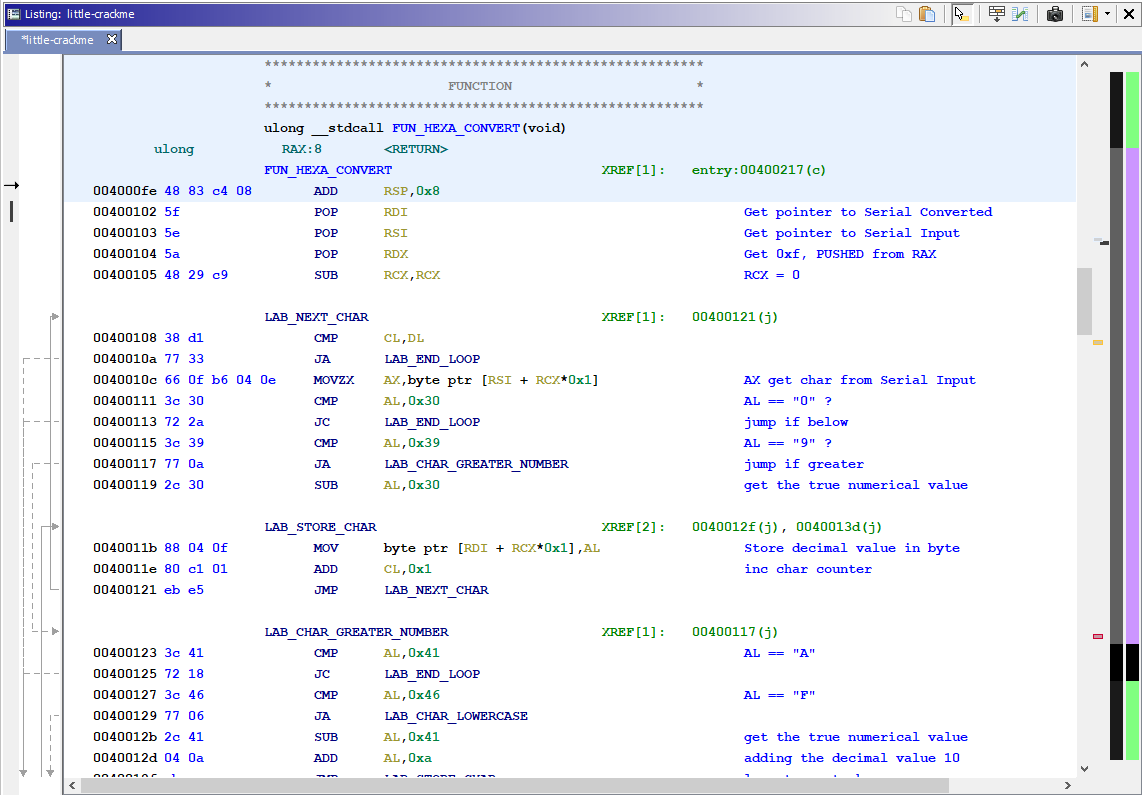 Listing: little-crackme
*little-crackme
*******************************************************
* FUNCTION *
*******************************************************
ulong __stdcall FUN_HEXA_CONVERT(void)
ulong RAX:8 <RETURN>
FUN_HEXA_CONVERT XREF[1]: entry:00400217(c)
004000fe 48 83 c4 08 ADD RSP,0x8
00400102 5f POP RDI Get pointer to Serial Converted
00400103 5e POP RSI Get pointer to Serial Input
00400104 5a POP RDX Get 0xf, PUSHED from RAX
00400105 48 29 c9 SUB RCX,RCX RCX = 0
LAB_NEXT_CHAR XREF[1]: 00400121(j)
00400108 38 d1 CMP CL,DL
0040010a 77 33 JA LAB_END_LOOP
0040010c 66 0f b6 04 0e MOVZX AX,byte ptr [RSI + RCX*0x1] AX get char from Serial Input
00400111 3c 30 CMP AL,0x30 AL == "0" ?
00400113 72 2a JC LAB_END_LOOP jump if below
00400115 3c 39 CMP AL,0x39 AL == "9" ?
00400117 77 0a JA LAB_CHAR_GREATER_NUMBER jump if greater
00400119 2c 30 SUB AL,0x30 get the true numerical value
LAB_STORE_CHAR XREF[2]: 0040012f(j), 0040013d(j)
0040011b 88 04 0f MOV byte ptr [RDI + RCX*0x1],AL Store decimal value in byte
0040011e 80 c1 01 ADD CL,0x1 inc char counter
00400121 eb e5 JMP LAB_NEXT_CHAR
LAB_CHAR_GREATER_NUMBER XREF[1]: 00400117(j)
00400123 3c 41 CMP AL,0x41 AL == "A"
00400125 72 18 JC LAB_END_LOOP
00400127 3c 46 CMP AL,0x46 AL == "F"
00400129 77 06 JA LAB_CHAR_LOWERCASE
0040012b 2c 41 SUB AL,0x41 get the true numerical value
0040012d 04 0a ADD AL,0xa adding the decimal value 10